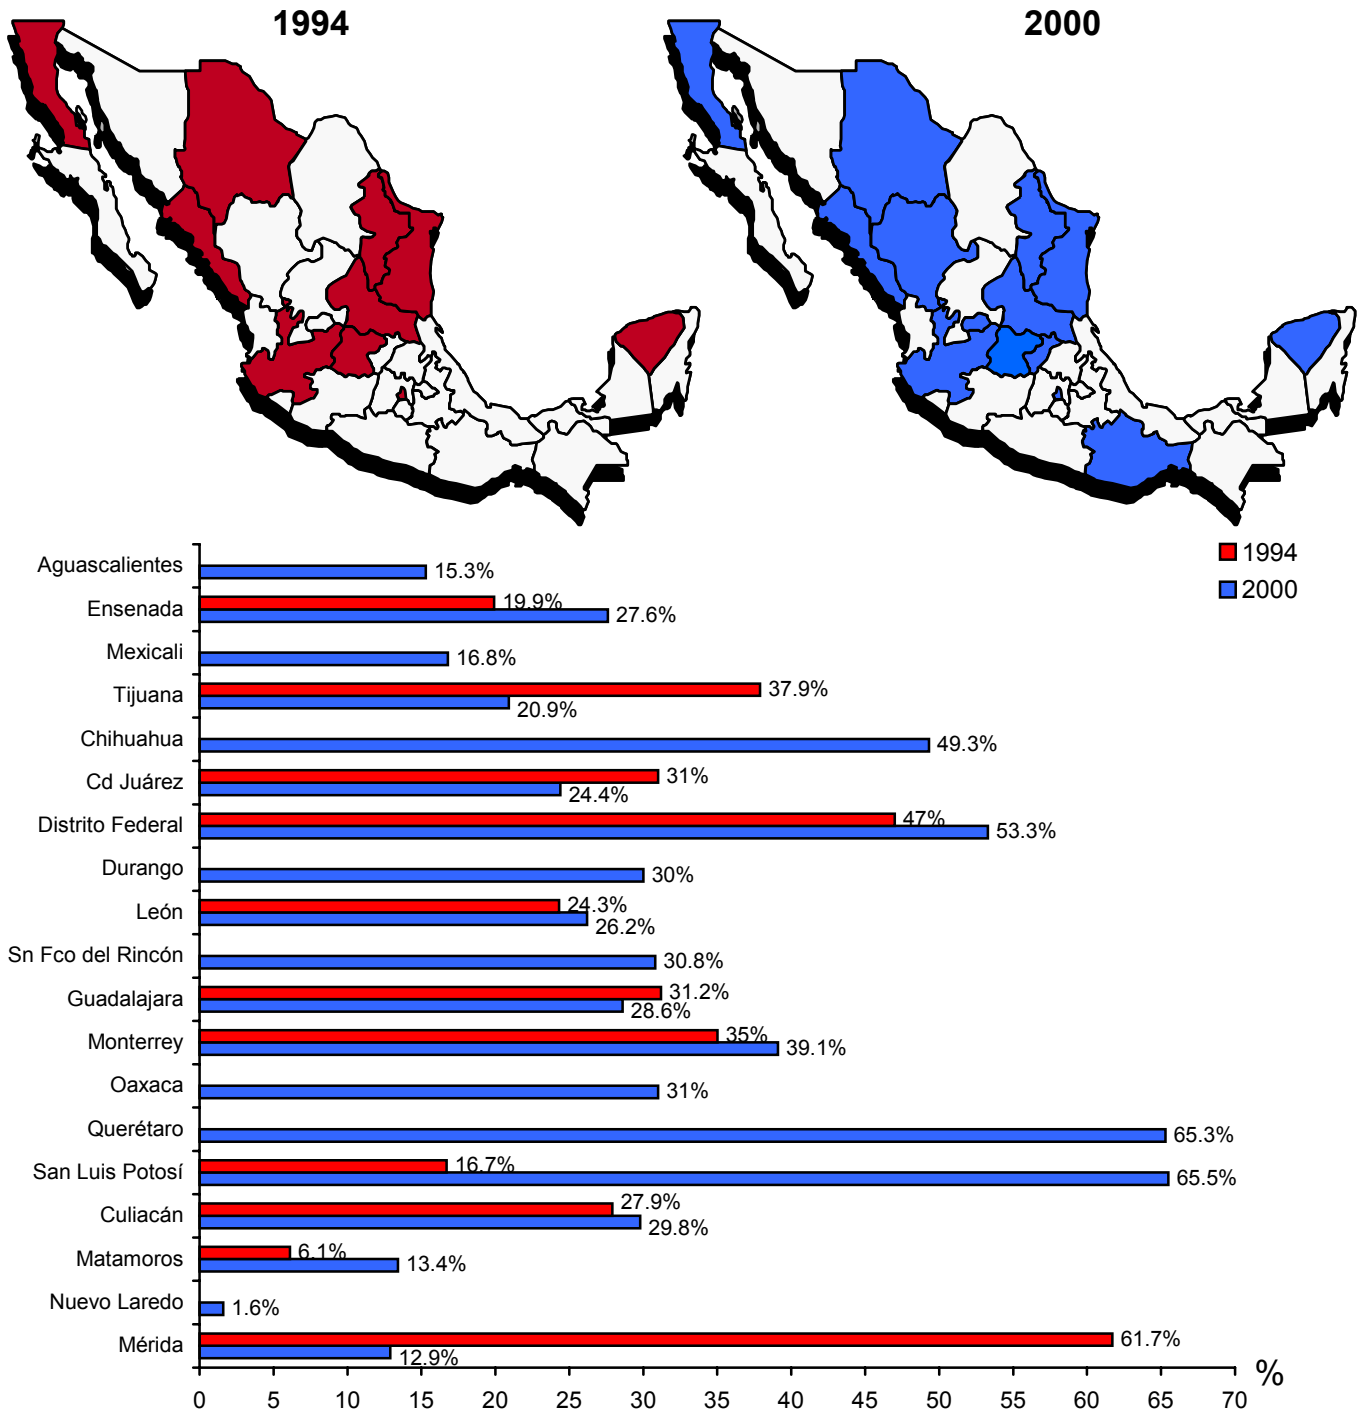 1994
2000
1994
2000
Aguascalientes
15.3%
Ensenada
19.9%
27.6%
Mexicali
16.8%
Tijuana
37.9%
20.9%
Chihuahua
49.3%
Cd Juárez
31%
24.4%
Distrito Federal
47%
53.3%
Durango
30%
León
24.3%
26.2%
Sn Fco del Rincón
30.8%
Guadalajara
31.2%
28.6%
Monterrey
35%
39.1%
Oaxaca
31%
Querétaro
65.3%
San Luis Potosí
16.7%
65.5%
Culiacán
27.9%
29.8%
Matamoros
6.1%
13.4%
Nuevo Laredo
1.6%
Mérida
61.7%
12.9%
%
0 5 10 15 20 25 30 35 40 45 50 55 60 65 70